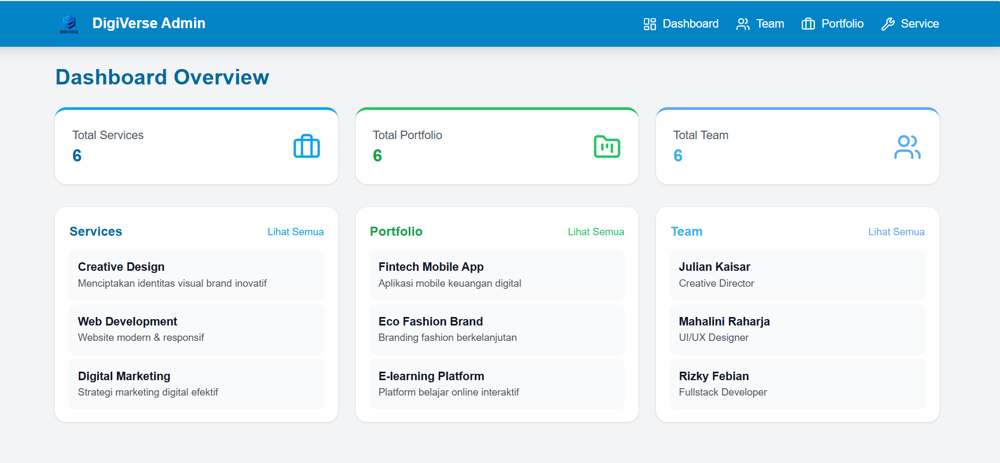 DIGIVERSE
DigiVerse Admin
Dashboard
Team
Portfolio
Service
Dashboard Overview
Total Services
6
Total Portfolio
6
Total Team
6
Services
Lihat Semua
Creative Design
Menciptakan identitas visual brand inovatif
Web Development
Website modern & responsif
Digital Marketing
Strategi marketing digital efektif
Portfolio
Lihat Semua
Fintech Mobile App
Aplikasi mobile keuangan digital
Eco Fashion Brand
Branding fashion berkelanjutan
E-learning Platform
Platform belajar online interaktif
Team
Lihat Semua
Julian Kaisar
Creative Director
Mahalini Raharja
UI/UX Designer
Rizky Febian
Fullstack Developer